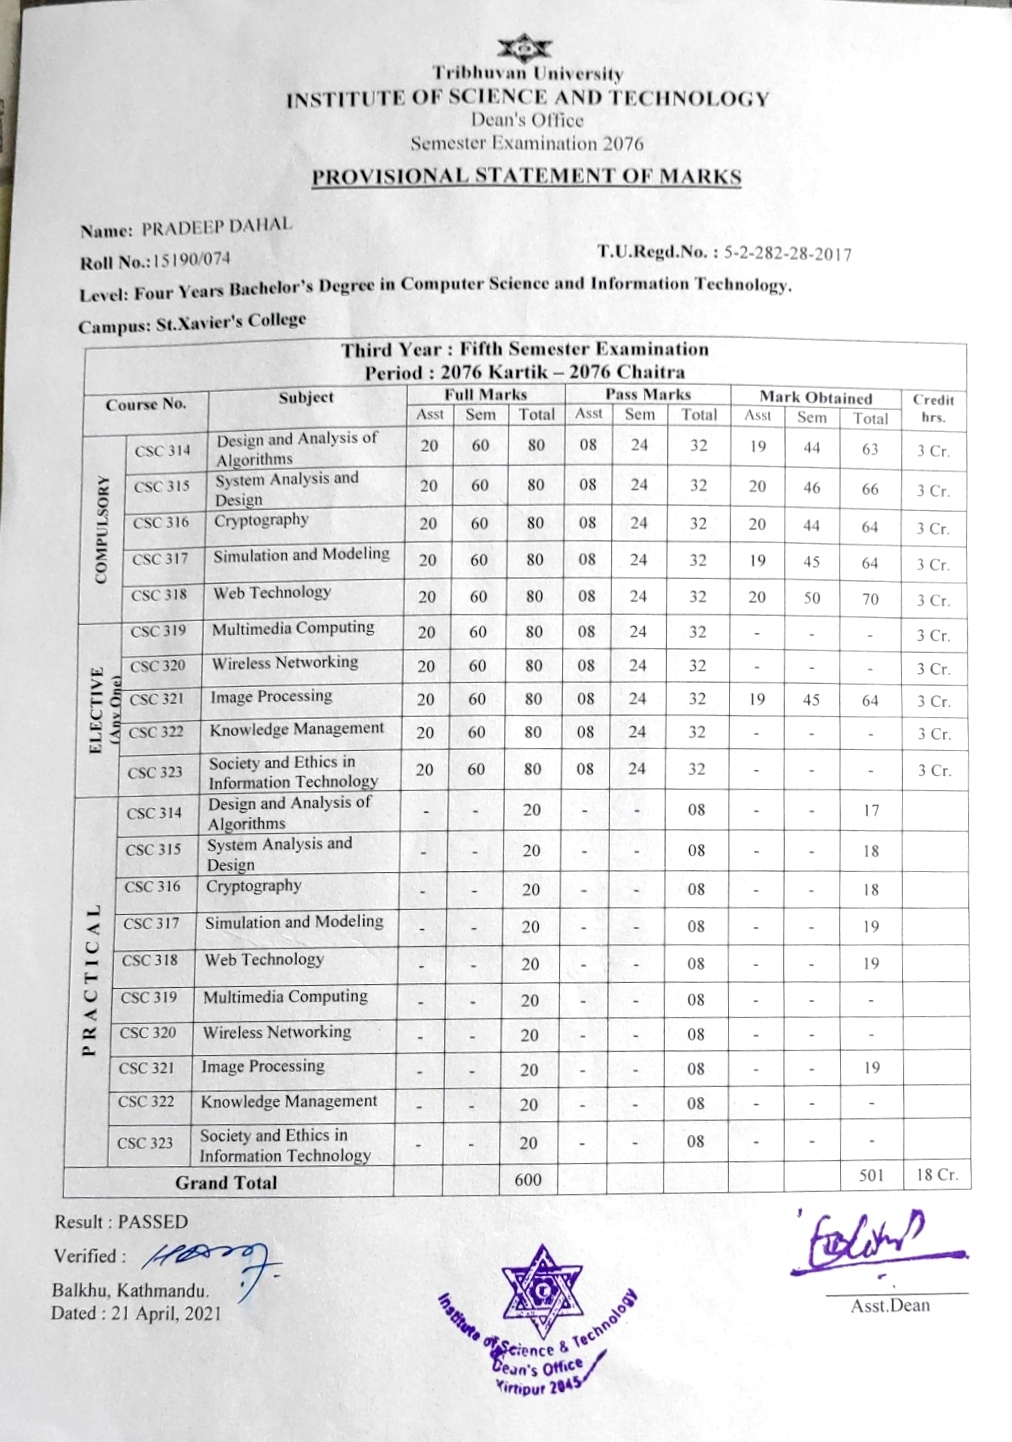 Tribhuvan University
INSTITUTE OF SCIENCE AND TECHNOLOGY
Dean's Office
Semester Examination 2076
PROVISIONAL STATEMENT OF MARKS
Name: PRADEEP DAHAL
Roll No.:15190/074 T.U.Regd.No. : 5-2-282-28-2017
Level: Four Years Bachelor's Degree in Computer Science and Information Technology.
Campus: St.Xavier's College
Third Year : Fifth Semester Examination
Period : 2076 Kartik – 2076 Chaitra
Course No. Subject Full Marks Pass Marks Mark Obtained Credit hrs.
Asst Sem Total Asst Sem Total Asst Sem Total
COMPULSORY
CSC 314 Design and Analysis of Algorithms 20 60 80 08 24 32 19 44 63 3 Cr.
CSC 315 System Analysis and Design 20 60 80 08 24 32 20 46 66 3 Cr.
CSC 316 Cryptography 20 60 80 08 24 32 20 44 64 3 Cr.
CSC 317 Simulation and Modeling 20 60 80 08 24 32 19 45 64 3 Cr.
CSC 318 Web Technology 20 60 80 08 24 32 20 50 70 3 Cr.
ELECTIVE
(Any One)
CSC 319 Multimedia Computing 20 60 80 08 24 32 - - - 3 Cr.
CSC 320 Wireless Networking 20 60 80 08 24 32 - - - 3 Cr.
CSC 321 Image Processing 20 60 80 08 24 32 19 45 64 3 Cr.
CSC 322 Knowledge Management 20 60 80 08 24 32 - - - 3 Cr.
CSC 323 Society and Ethics in Information Technology 20 60 80 08 24 32 - - - 3 Cr.
PRACTICAL
CSC 314 Design and Analysis of Algorithms - - 20 - - 08 - - 17
CSC 315 System Analysis and Design - - 20 - - 08 - - 18
CSC 316 Cryptography - - 20 - - 08 - - 18
CSC 317 Simulation and Modeling - - 20 - - 08 - - 19
CSC 318 Web Technology - - 20 - - 08 - - 19
CSC 319 Multimedia Computing - - 20 - - 08 - - -
CSC 320 Wireless Networking - - 20 - - 08 - - -
CSC 321 Image Processing - - 20 - - 08 - - 19
CSC 322 Knowledge Management - - 20 - - 08 - - -
CSC 323 Society and Ethics in Information Technology - - 20 - - 08 - - -
Grand Total 600 501 18 Cr.
Result : PASSED
Verified :
Balkhu, Kathmandu.
Dated : 21 April, 2021
Asst.Dean
Institute of Science & Technology
Dean's Office
Kirtipur 2045